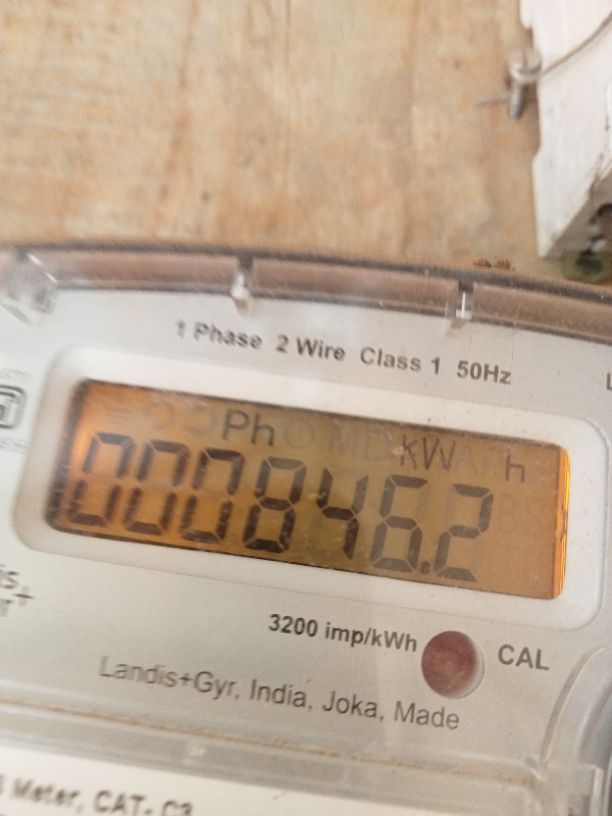 1 Phase 2 Wire Class 1 50Hz
Ph kWh
000846.2
3200 imp/kWh
CAL
Landis+Gyr, India, Joka, Made
Meter, CAT- C3